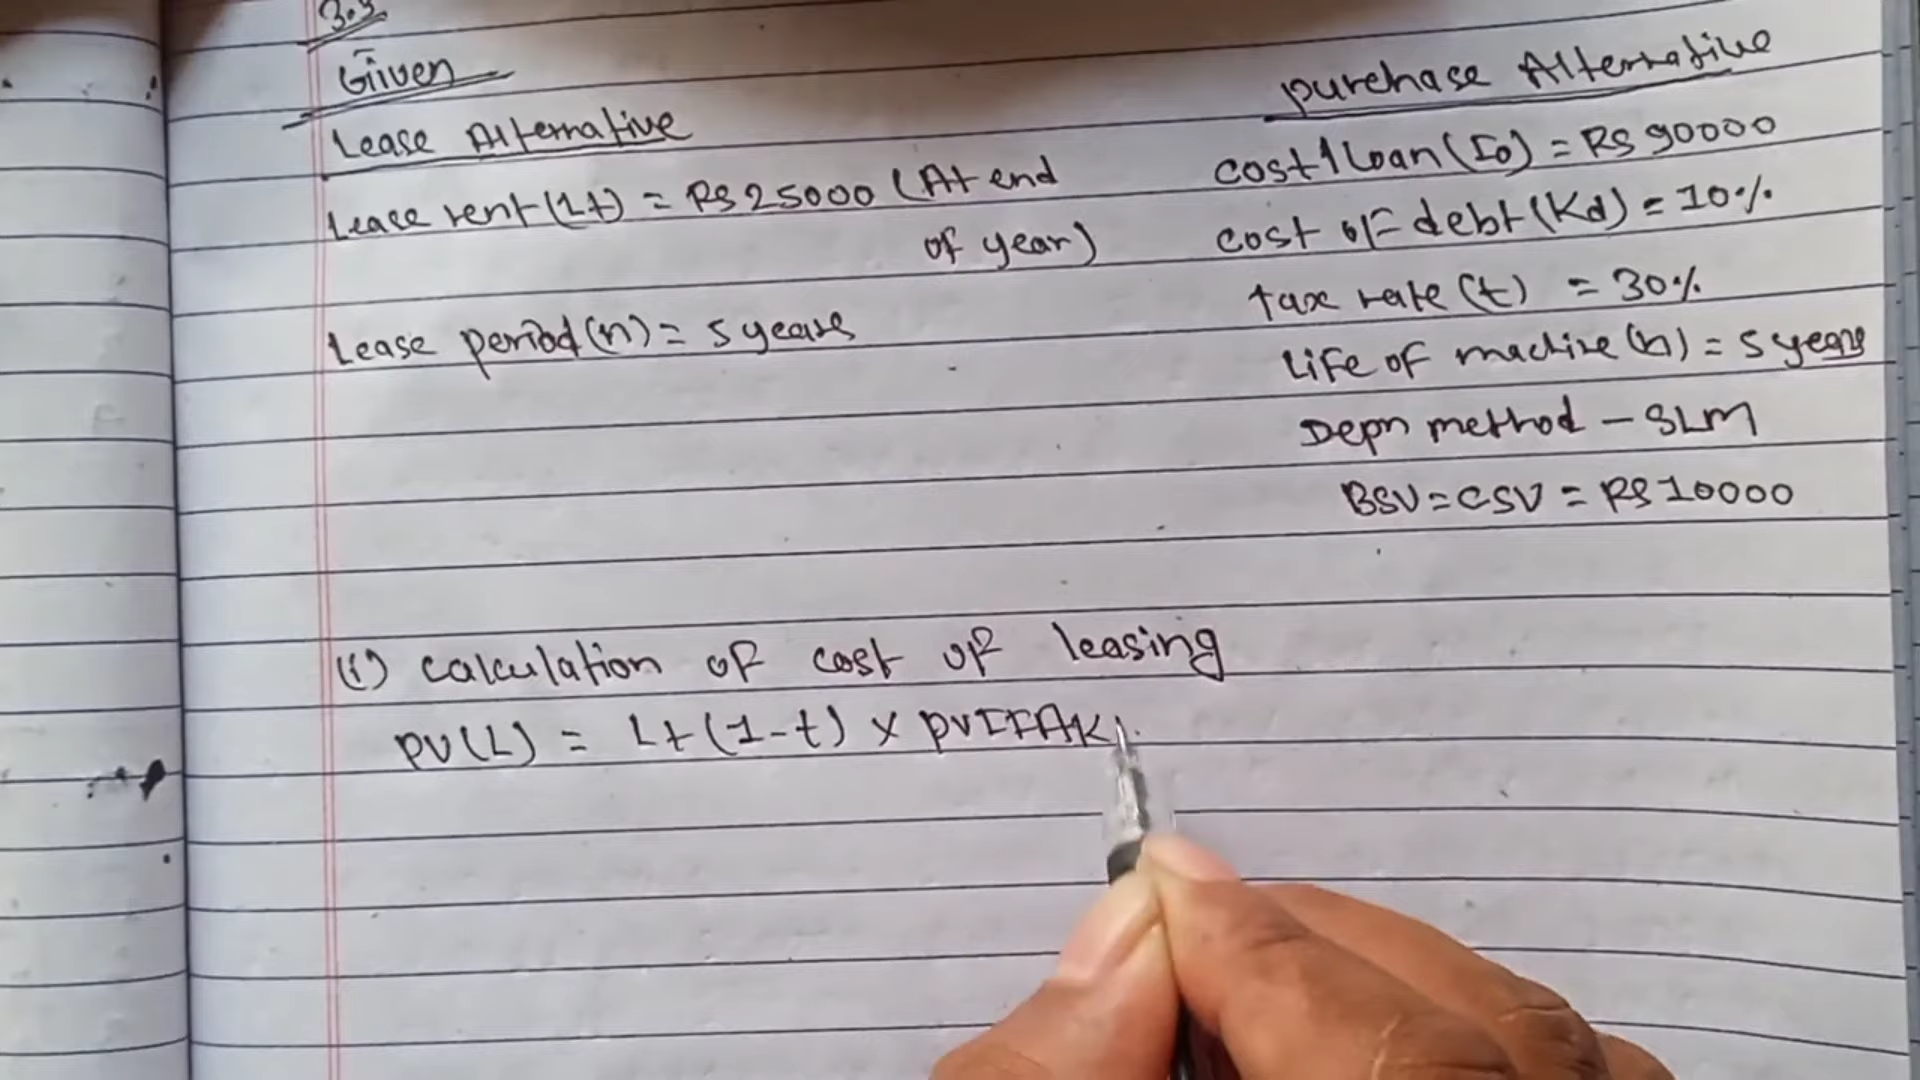 3.3
Given
Lease Alternative
Lease rent (Lt) = RS 25000 (At end
of year)
Lease period (n) = 5 years
purchase Alternative
cost / Loan (I0) = RS 90000
cost of debt (Kd) = 10%
tax rate (t) = 30%
Life of machine (n) = 5 years
Depn method - SLM
BSV = CSV = RS 10000
(i) calculation of cost of leasing
PV(L) = Lt (1-t) x PVIFAK